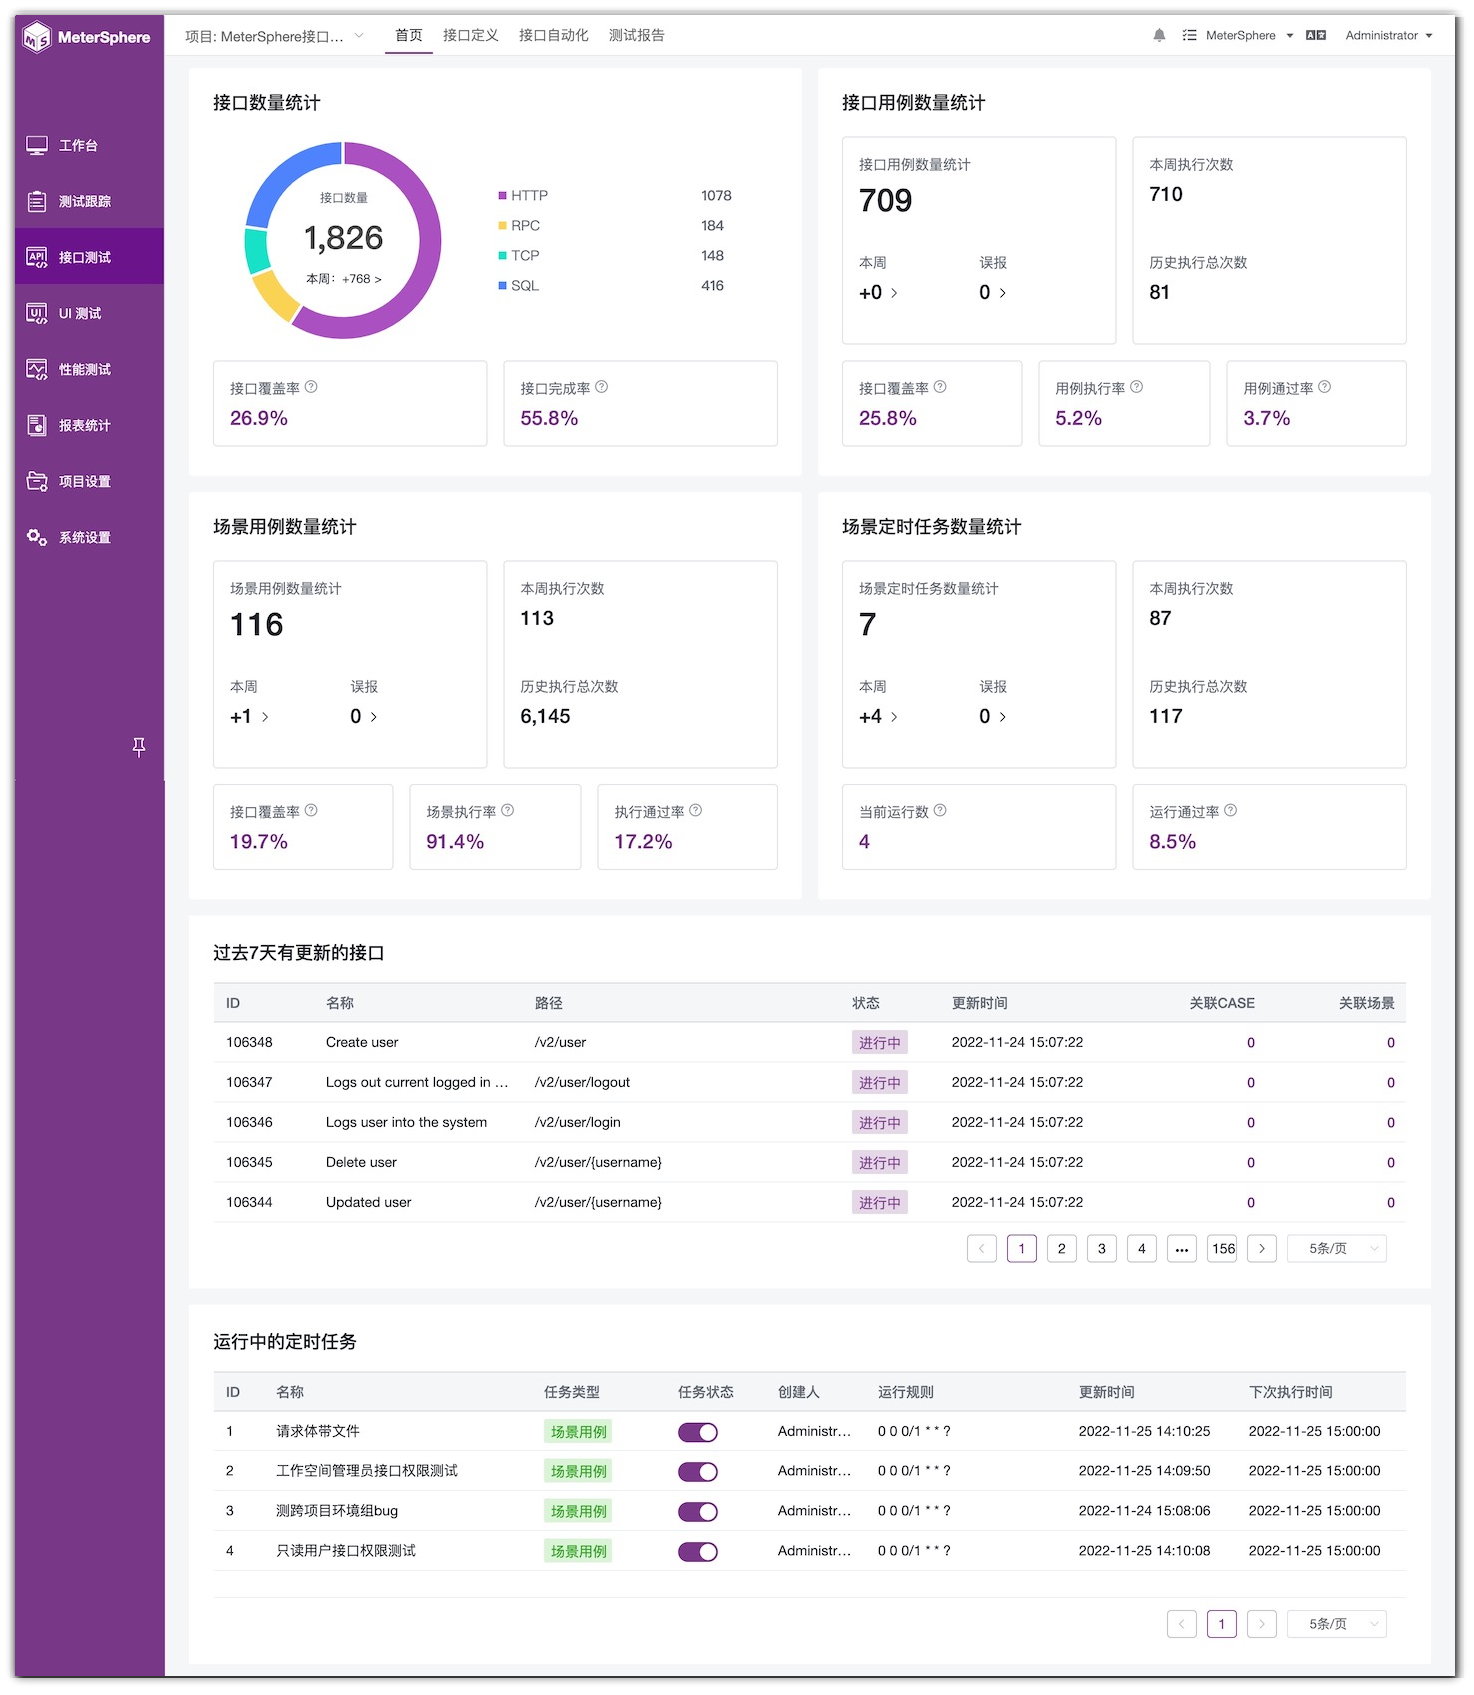 MeterSphere
项目: MeterSphere接口...
首页 接口定义 接口自动化 测试报告
MeterSphere
Administrator
工作台
测试跟踪
接口测试
UI 测试
性能测试
报表统计
项目设置
系统设置
接口数量统计
接口数量
1,826
本周: +768 >
HTTP 1078
RPC 184
TCP 148
SQL 416
接口覆盖率
26.9%
接口完成率
55.8%
接口用例数量统计
接口用例数量统计
709
本周 误报
+0 > 0 >
本周执行次数
710
历史执行总次数
81
接口覆盖率
25.8%
用例执行率
5.2%
用例通过率
3.7%
场景用例数量统计
场景用例数量统计
116
本周 误报
+1 > 0 >
本周执行次数
113
历史执行总次数
6,145
接口覆盖率
19.7%
场景执行率
91.4%
执行通过率
17.2%
场景定时任务数量统计
场景定时任务数量统计
7
本周 误报
+4 > 0 >
本周执行次数
87
历史执行总次数
117
当前运行数
4
运行通过率
8.5%
过去7天有更新的接口
ID 名称 路径 状态 更新时间 关联CASE 关联场景
106348 Create user /v2/user 进行中 2022-11-24 15:07:22 0 0
106347 Logs out current logged in ... /v2/user/logout 进行中 2022-11-24 15:07:22 0 0
106346 Logs user into the system /v2/user/login 进行中 2022-11-24 15:07:22 0 0
106345 Delete user /v2/user/{username} 进行中 2022-11-24 15:07:22 0 0
106344 Updated user /v2/user/{username} 进行中 2022-11-24 15:07:22 0 0
< 1 2 3 4 ... 156 > 5条/页
运行中的定时任务
ID 名称 任务类型 任务状态 创建人 运行规则 更新时间 下次执行时间
1 请求体带文件 场景用例 Administr... 0 0 0/1 * * ? 2022-11-25 14:10:25 2022-11-25 15:00:00
2 工作空间管理员接口权限测试 场景用例 Administr... 0 0 0/1 * * ? 2022-11-25 14:09:50 2022-11-25 15:00:00
3 测跨项目环境组bug 场景用例 Administr... 0 0 0/1 * * ? 2022-11-24 15:08:06 2022-11-25 15:00:00
4 只读用户接口权限测试 场景用例 Administr... 0 0 0/1 * * ? 2022-11-25 14:10:08 2022-11-25 15:00:00
< 1 > 5条/页